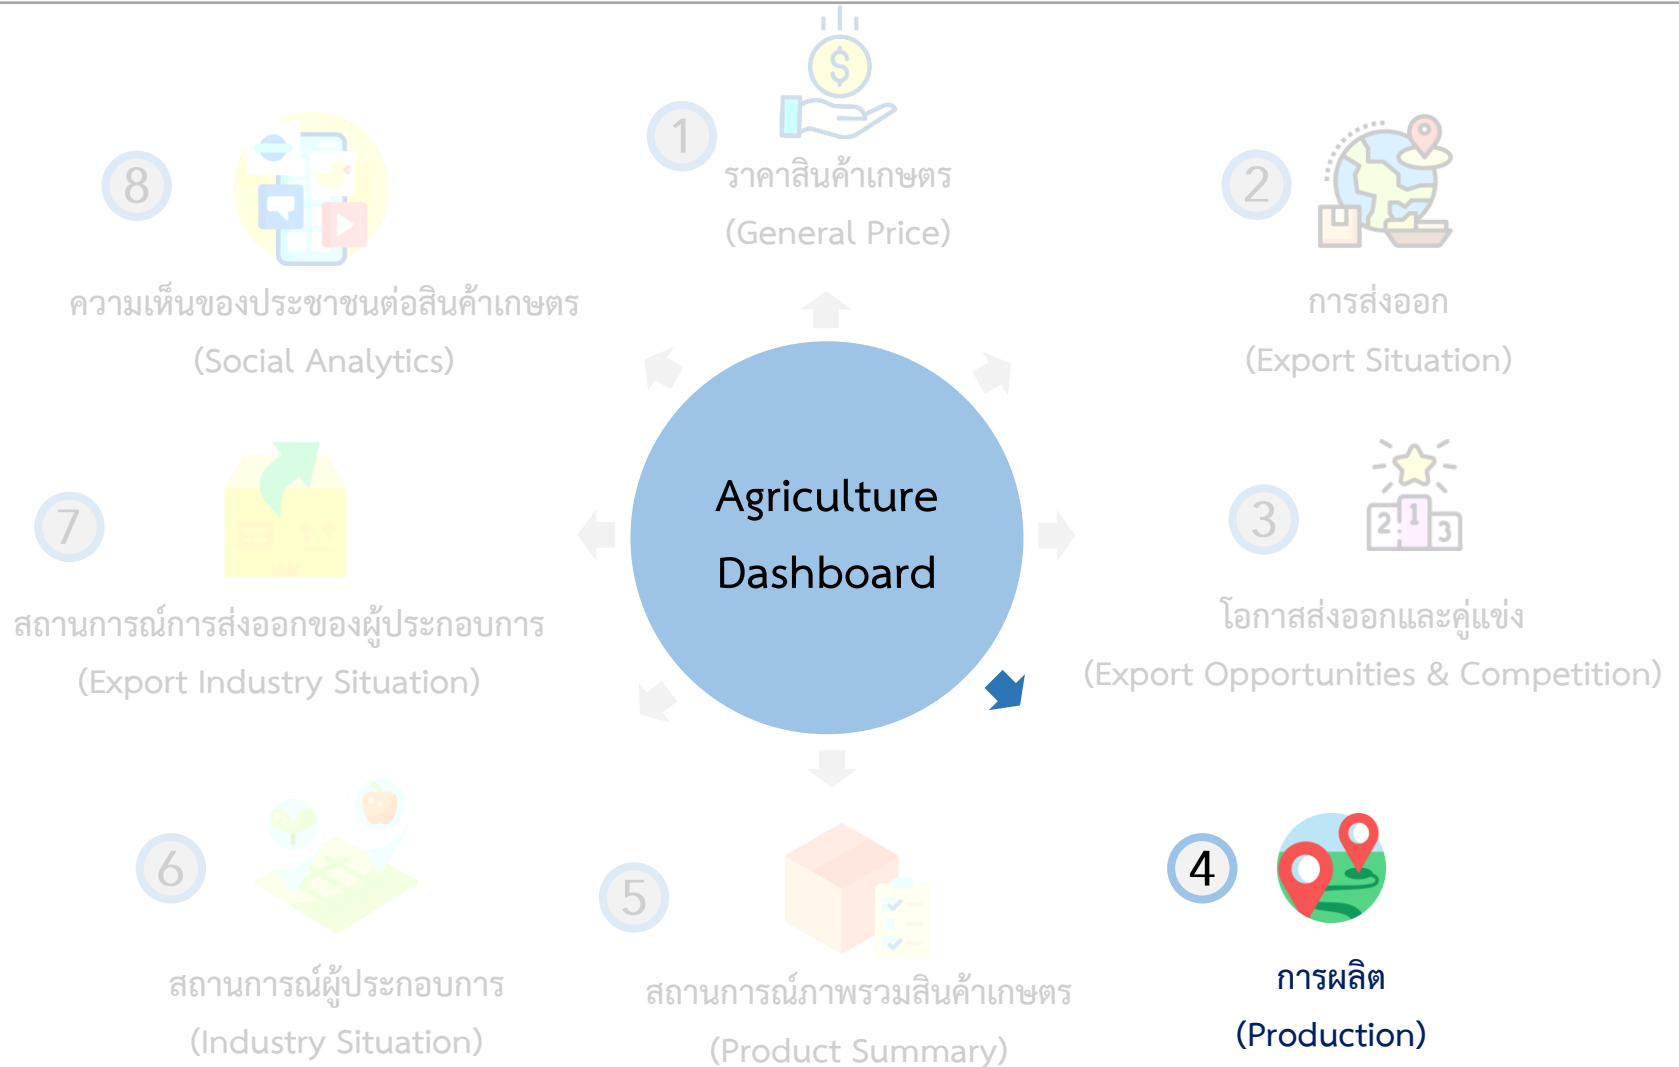 1
ราคาสินค้าเกษตร
(General Price)
2
การส่งออก
(Export Situation)
3
2 1 3
โอกาสส่งออกและคู่แข่ง
(Export Opportunities & Competition)
4
การผลิต
(Production)
5
สถานการณ์ภาพรวมสินค้าเกษตร
(Product Summary)
6
สถานการณ์ผู้ประกอบการ
(Industry Situation)
7
สถานการณ์การส่งออกของผู้ประกอบการ
(Export Industry Situation)
8
ความเห็นของประชาชนต่อสินค้าเกษตร
(Social Analytics)
Agriculture
Dashboard
$